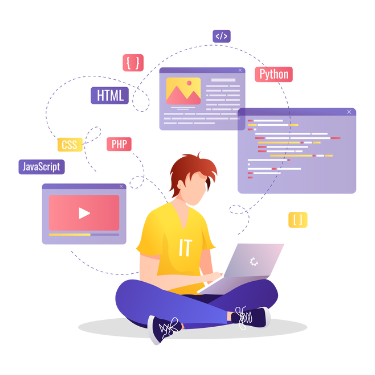 </>
{ }
Python
HTML
CSS
PHP
JavaScript
[ ]
IT